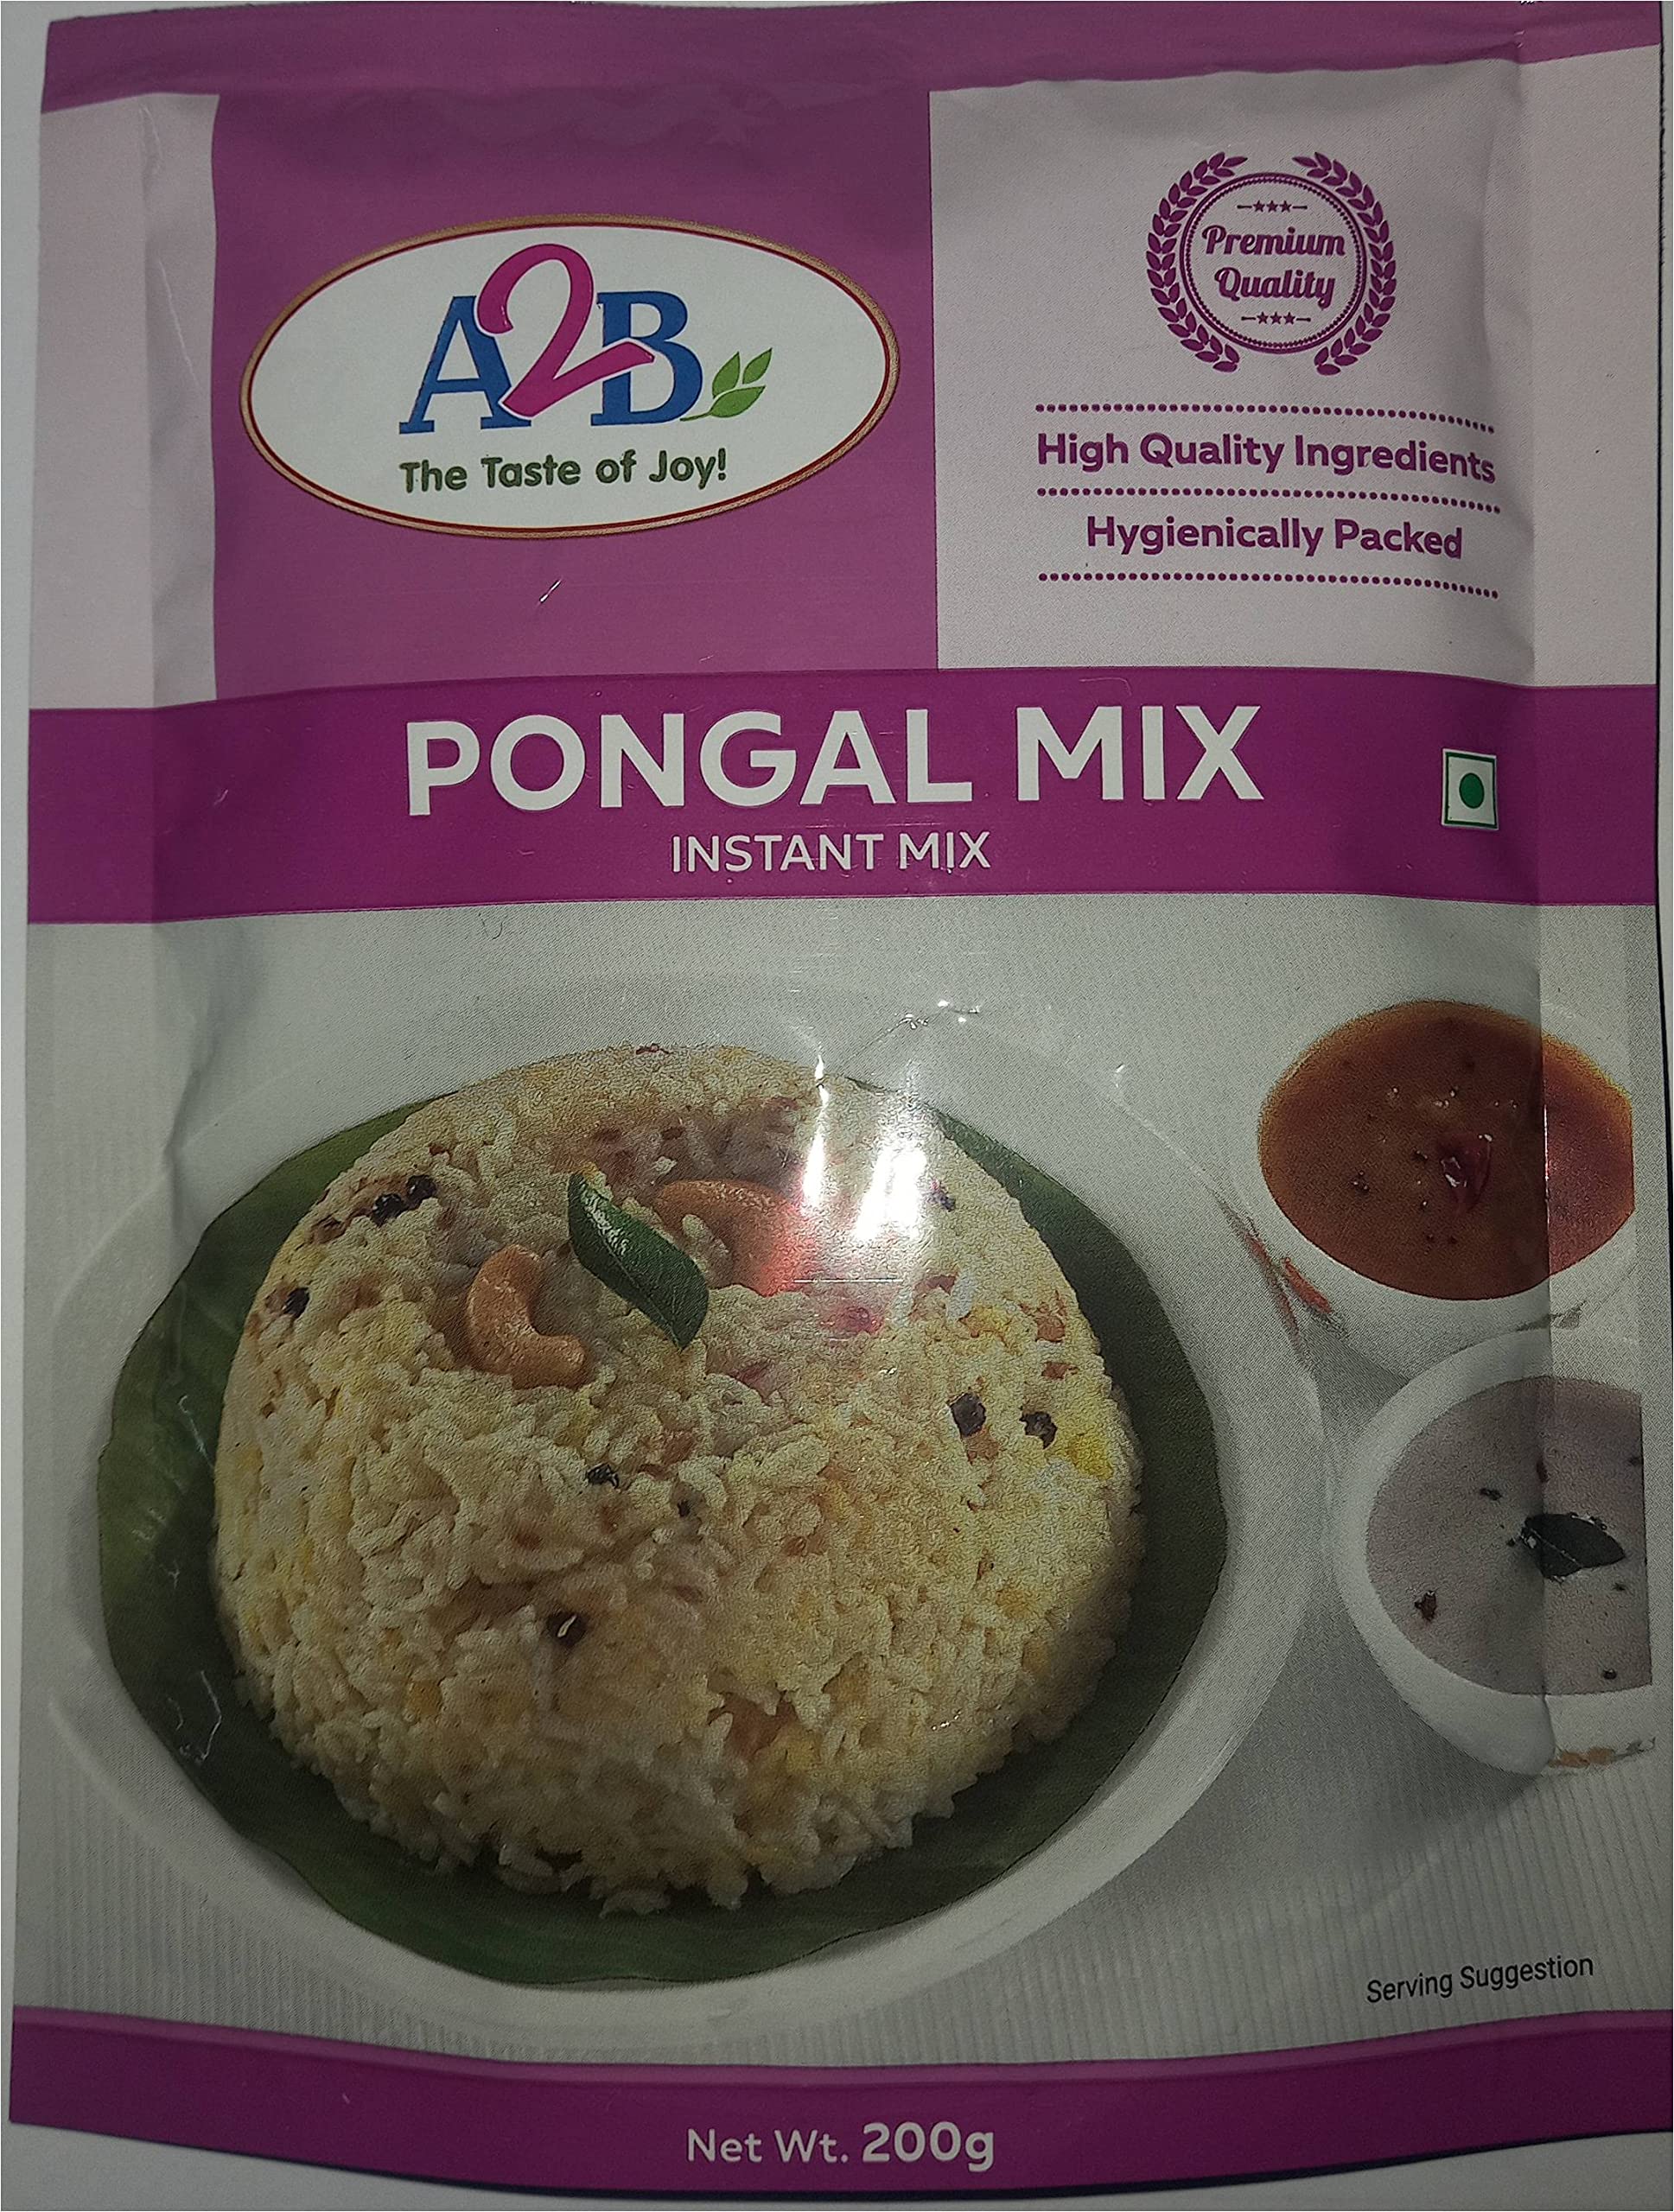 A2B
The Taste of Joy!
Premium
Quality
High Quality Ingredients
Hygienically Packed
PONGAL MIX
INSTANT MIX
Serving Suggestion
Net Wt. 200g